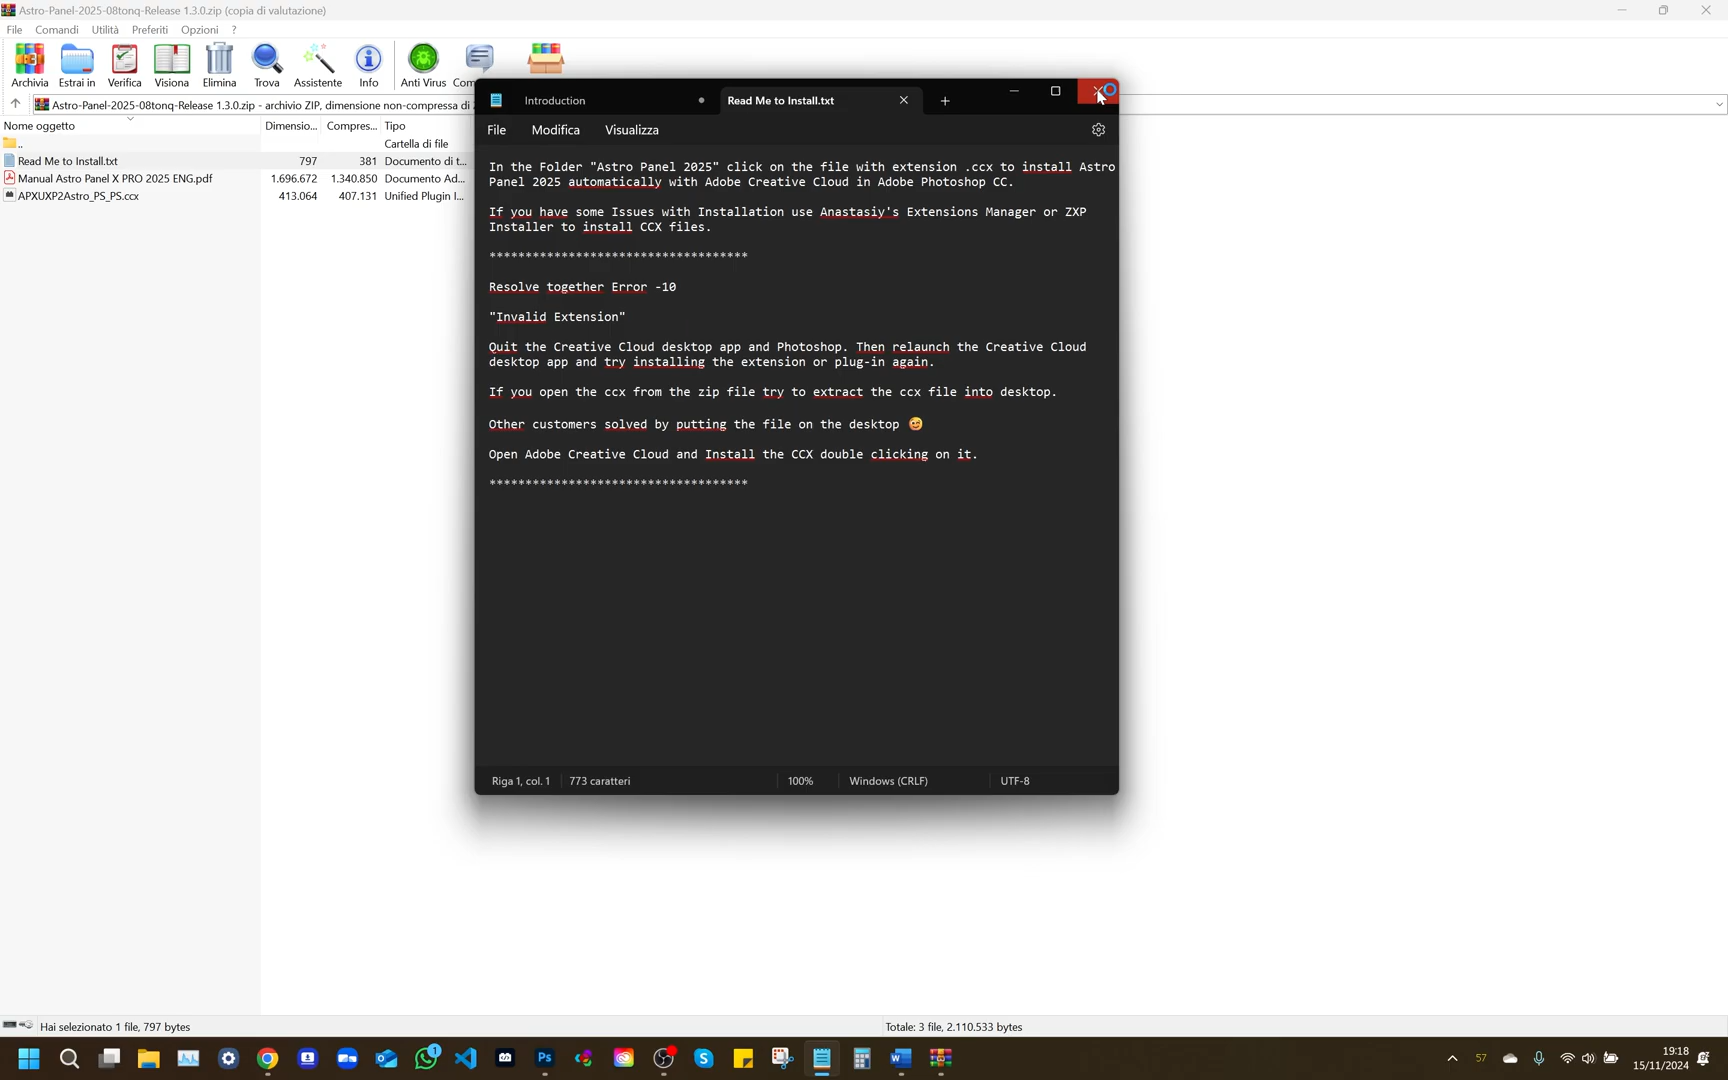 Astro-Panel-2025-08tonq-Release 1.3.0.zip (copia di valutazione)
File Comandi Utilità Preferiti Opzioni ?
Archivia Estrai in Verifica Visiona Elimina Trova Assistente Info Anti Virus Com
Astro-Panel-2025-08tonq-Release 1.3.0.zip - archivio ZIP, dimensione non-compressa di
Nome oggetto Dimensio... Compres... Tipo
.. Cartella di file
Read Me to Install.txt 797 381 Documento di t...
Manual Astro Panel X PRO 2025 ENG.pdf 1.696.672 1.340.850 Documento Ad...
APXUXP2Astro_PS_PS.ccx 413.064 407.131 Unified Plugin I...
Introduction Read Me to Install.txt
File Modifica Visualizza
In the Folder "Astro Panel 2025" click on the file with extension .ccx to install Astro
Panel 2025 automatically with Adobe Creative Cloud in Adobe Photoshop CC.
If you have some Issues with Installation use Anastasiy's Extensions Manager or ZXP
Installer to install CCX files.
************************************
Resolve together Error -10
"Invalid Extension"
Quit the Creative Cloud desktop app and Photoshop. Then relaunch the Creative Cloud
desktop app and try installing the extension or plug-in again.
If you open the ccx from the zip file try to extract the ccx file into desktop.
Other customers solved by putting the file on the desktop 😉
Open Adobe Creative Cloud and Install the CCX double clicking on it.
************************************
Riga 1, col. 1 773 caratteri 100% Windows (CRLF) UTF-8
Hai selezionato 1 file, 797 bytes Totale: 3 file, 2.110.533 bytes
57 19:18
15/11/2024